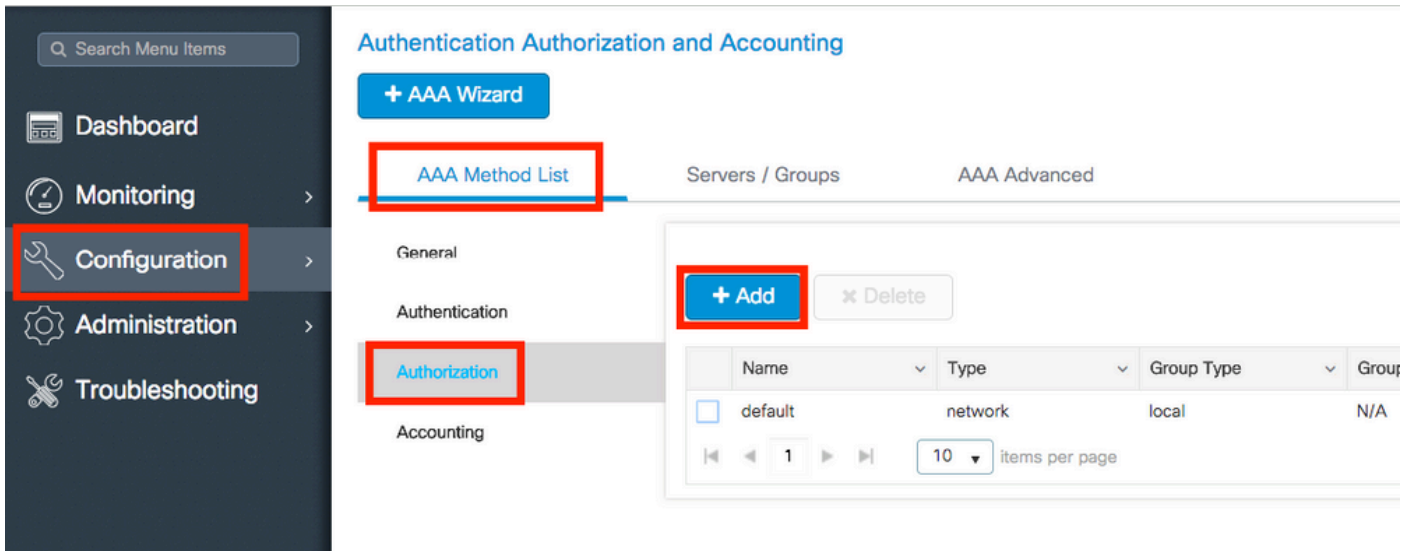 Search Menu Items
Dashboard
Monitoring
Configuration
Administration
Troubleshooting
Authentication Authorization and Accounting
+ AAA Wizard
AAA Method List Servers / Groups AAA Advanced
General
Authentication
Authorization
Accounting
+ Add × Delete
Name Type Group Type Group
default network local N/A
1 10 items per page